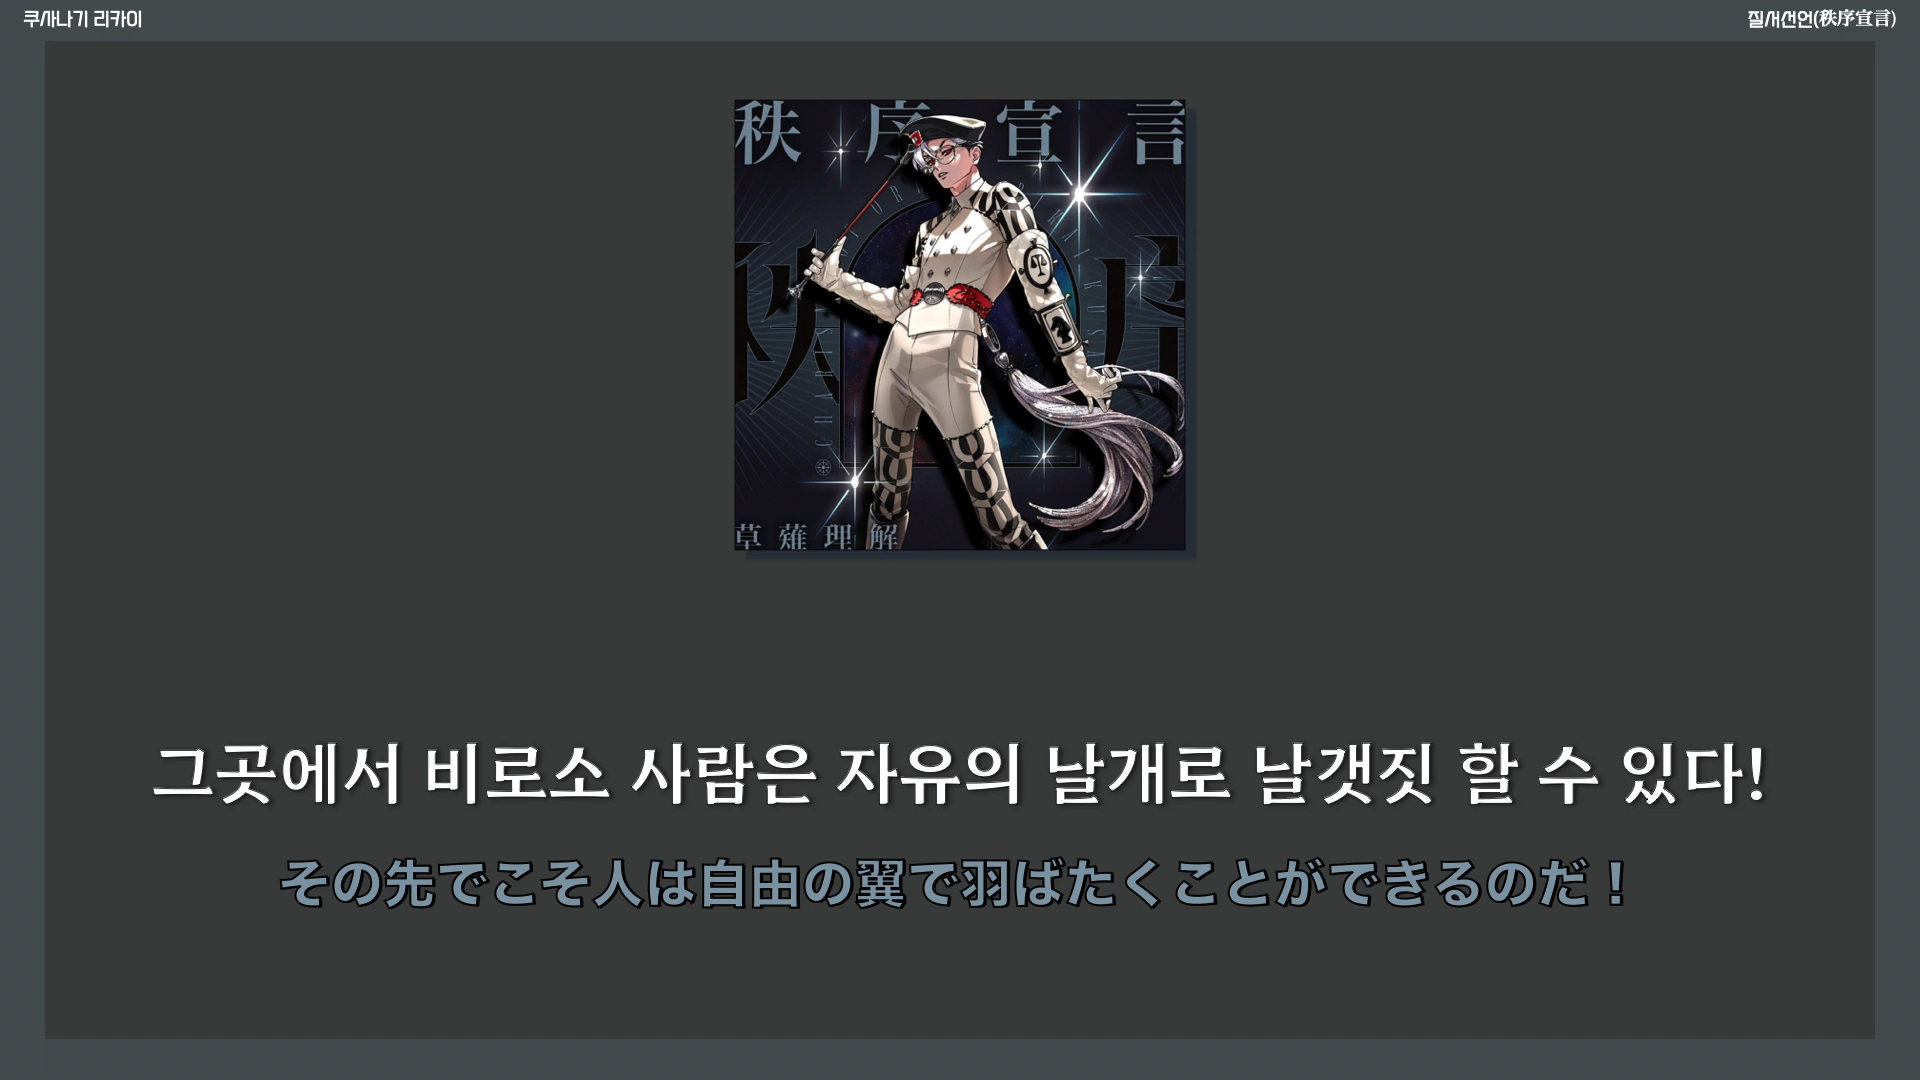 쿠사나기 리카이
질서선언(秩序宣言)
秩序宣言
秩序
草薙理解
그곳에서 비로소 사람은 자유의 날개로 날갯짓 할 수 있다!
その先でこそ人は自由の翼で羽ばたくことができるのだ！